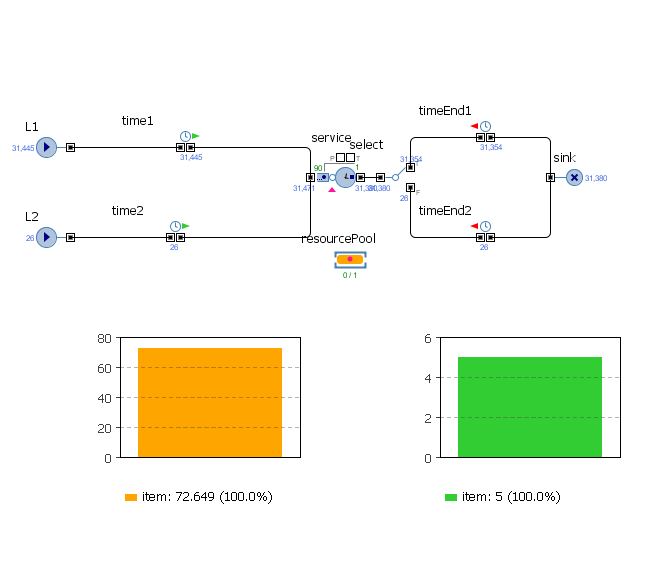 timeEnd1
time1
L1
service
select
sink
31,445
31,445
31,354
31,354
P
T
90
1
31,471
31,380
31,380
time2
L2
26
F
timeEnd2
26
26
26
resourcePool
0 / 1
80
60
40
20
0
item: 72.649 (100.0%)
6
4
2
0
item: 5 (100.0%)